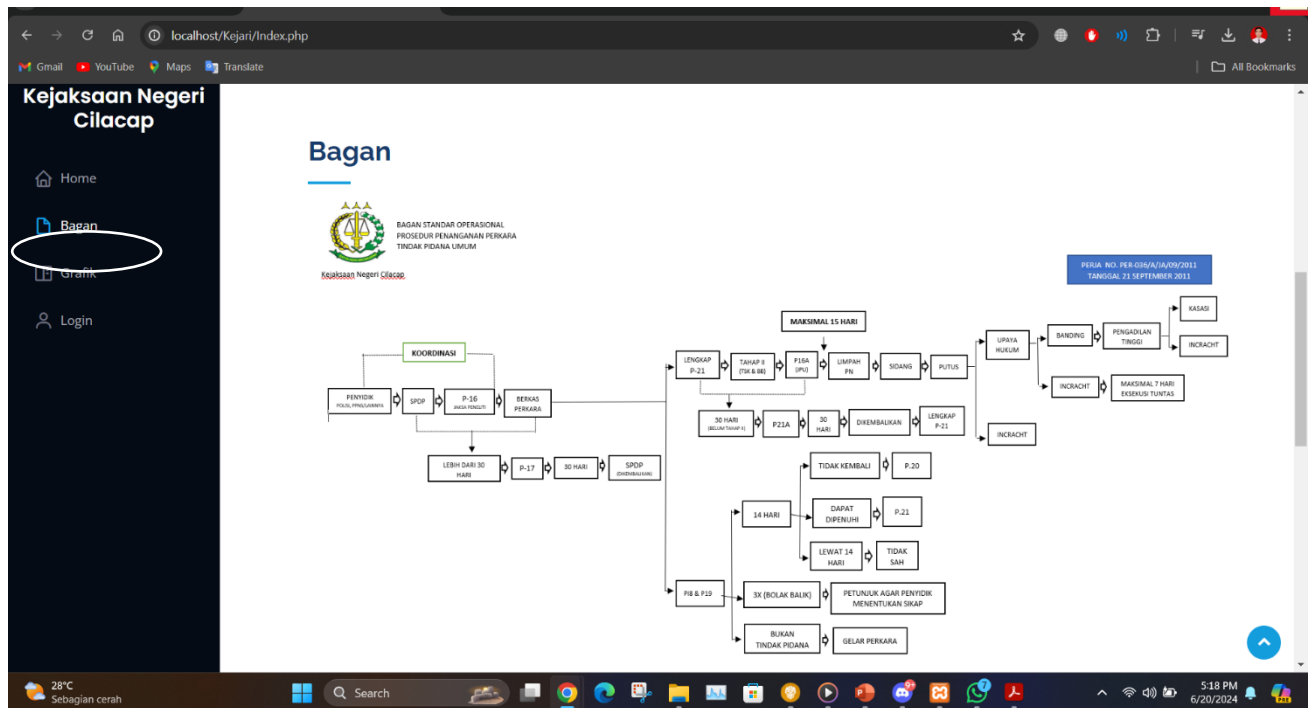 localhost/Kejari/Index.php
Gmail
YouTube
Maps
Translate
All Bookmarks
Kejaksaan Negeri
Cilacap
Home
Bagan
Grafik
Login
Bagan
BAGAN STANDAR OPERASIONAL
PROSEDUR PENANGANAN PERKARA
TINDAK PIDANA UMUM
Kejaksaan Negeri Cilacap
PERJA NO. PER-036/A/JA/09/2011
TANGGAL 21 SEPTEMBER 2011
MAKSIMAL 15 HARI
KOORDINASI
PENYIDIK
SPDP
P-16
JAKSA PENELITI
BERKAS
PERKARA
LEBIH DARI 30
HARI
P-17
30 HARI
SPDP
(DIKEMBALIKAN)
LENGKAP
P-21
TAHAP II
(TSK & BB)
P16A
(JPU)
LIMPAH
PN
SIDANG
PUTUS
UPAYA
HUKUM
BANDING
PENGADILAN
TINGGI
KASASI
INCRACHT
INCRACHT
MAKSIMAL 7 HARI
EKSEKUSI TUNTAS
INCRACHT
30 HARI
(BELUM TAHAP II)
P21A
30
HARI
DIKEMBALIKAN
LENGKAP
P-21
14 HARI
TIDAK KEMBALI
P.20
DAPAT
DIPENUHI
P.21
LEWAT 14
HARI
TIDAK
SAH
P18 & P19
3X (BOLAK BALIK)
PETUNJUK AGAR PENYIDIK
MENENTUKAN SIKAP
BUKAN
TINDAK PIDANA
GELAR PERKARA
28°C
Sebagian cerah
Search
5:18 PM
6/20/2024